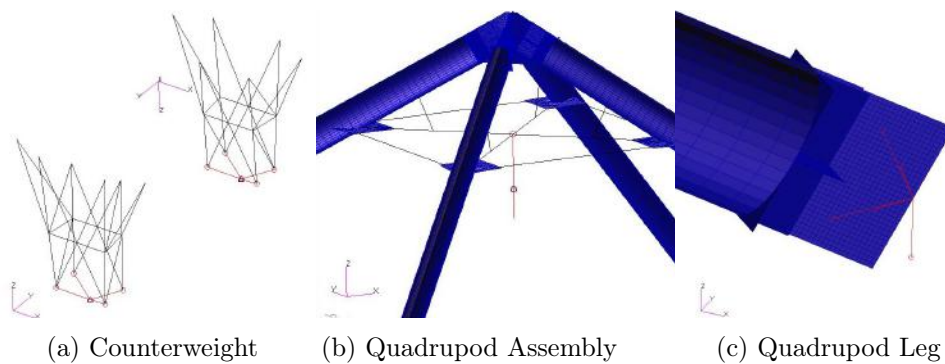 Y
X
Z
Z
Y
X
Z
Y
X
Z
Y
X
(a) Counterweight
(b) Quadrupod Assembly
(c) Quadrupod Leg